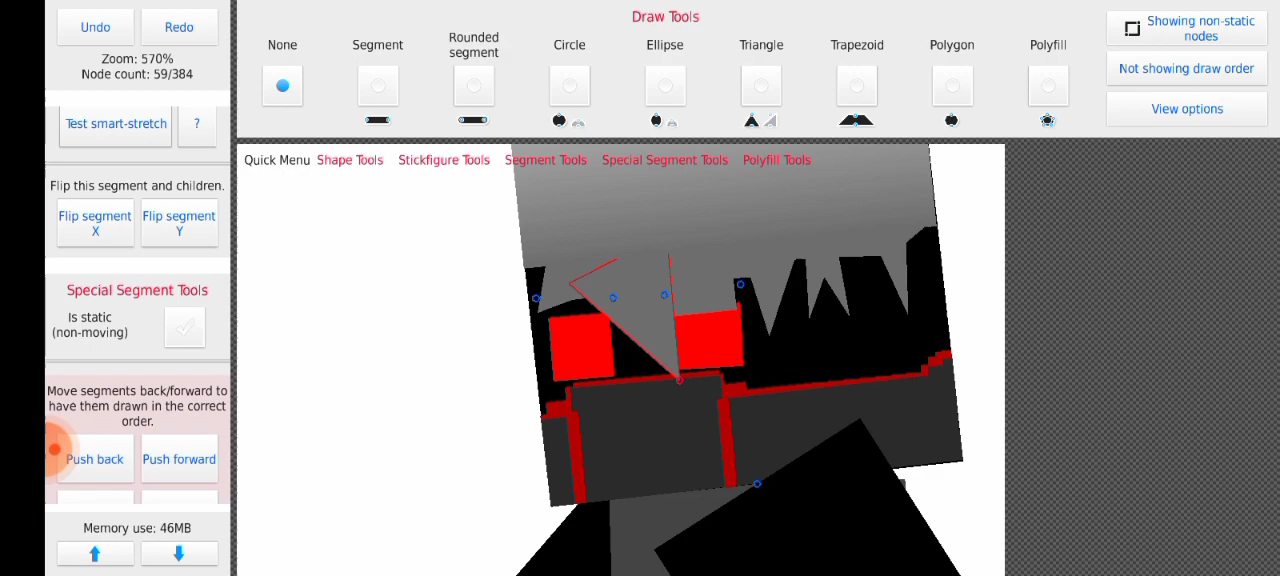 Undo
Redo
Zoom: 570%
Node count: 59/384
Test smart-stretch
?
Flip this segment and children.
Flip segment
X
Flip segment
Y
Special Segment Tools
Is static
(non-moving)
Move segments back/forward to
have them drawn in the correct
order.
Push back
Push forward
Memory use: 46MB
Draw Tools
None
Segment
Rounded
segment
Circle
Ellipse
Triangle
Trapezoid
Polygon
Polyfill
Showing non-static
nodes
Not showing draw order
View options
Quick Menu
Shape Tools
Stickfigure Tools
Segment Tools
Special Segment Tools
Polyfill Tools